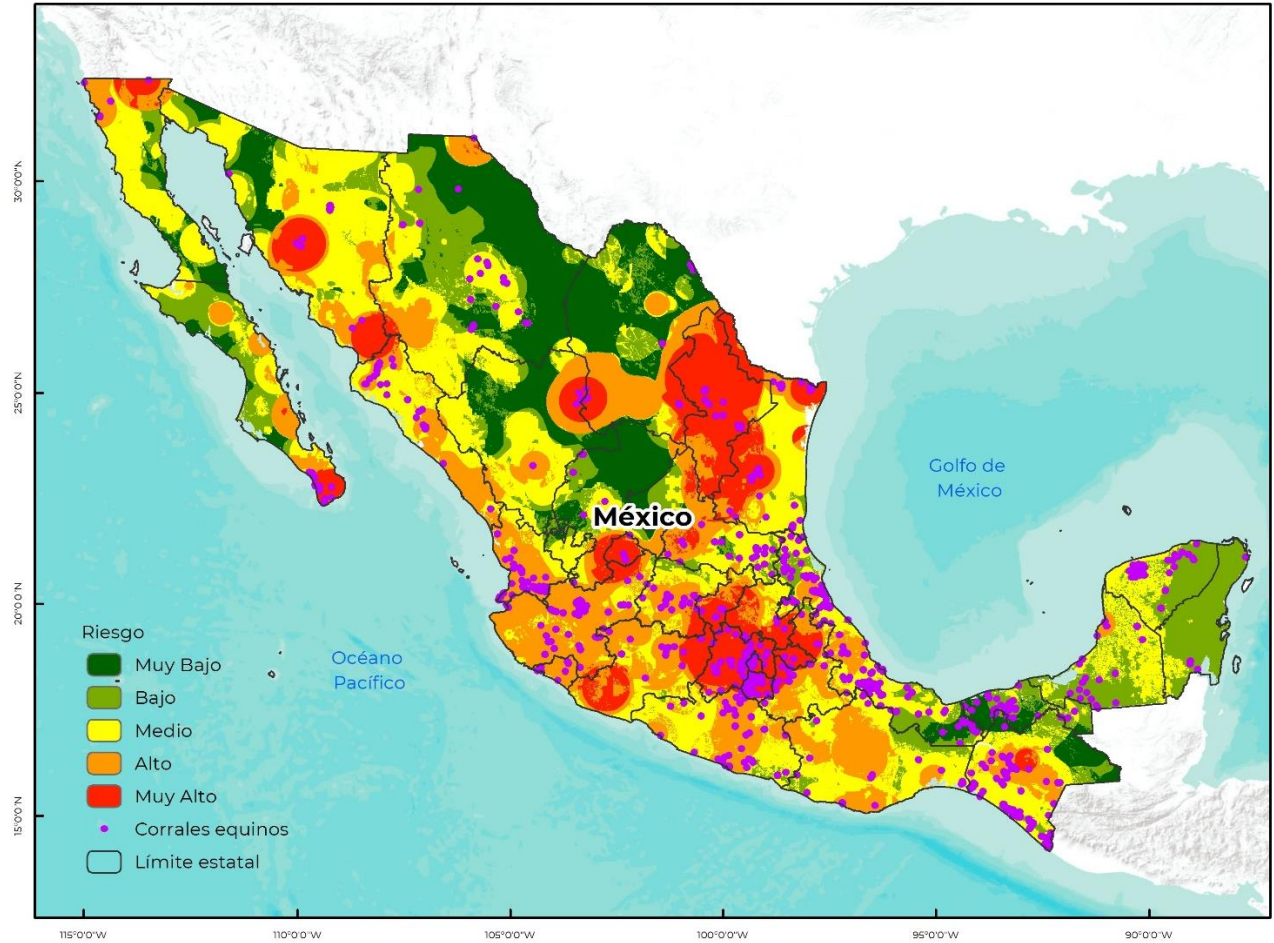 30°0'0"N
25°0'0"N
20°0'0"N
15°0'0"N
Golfo de
México
México
Océano
Pacífico
Riesgo
Muy Bajo
Bajo
Medio
Alto
Muy Alto
Corrales equinos
Límite estatal
115°0'0"W
110°0'0"W
105°0'0"W
100°0'0"W
95°0'0"W
90°0'0"W